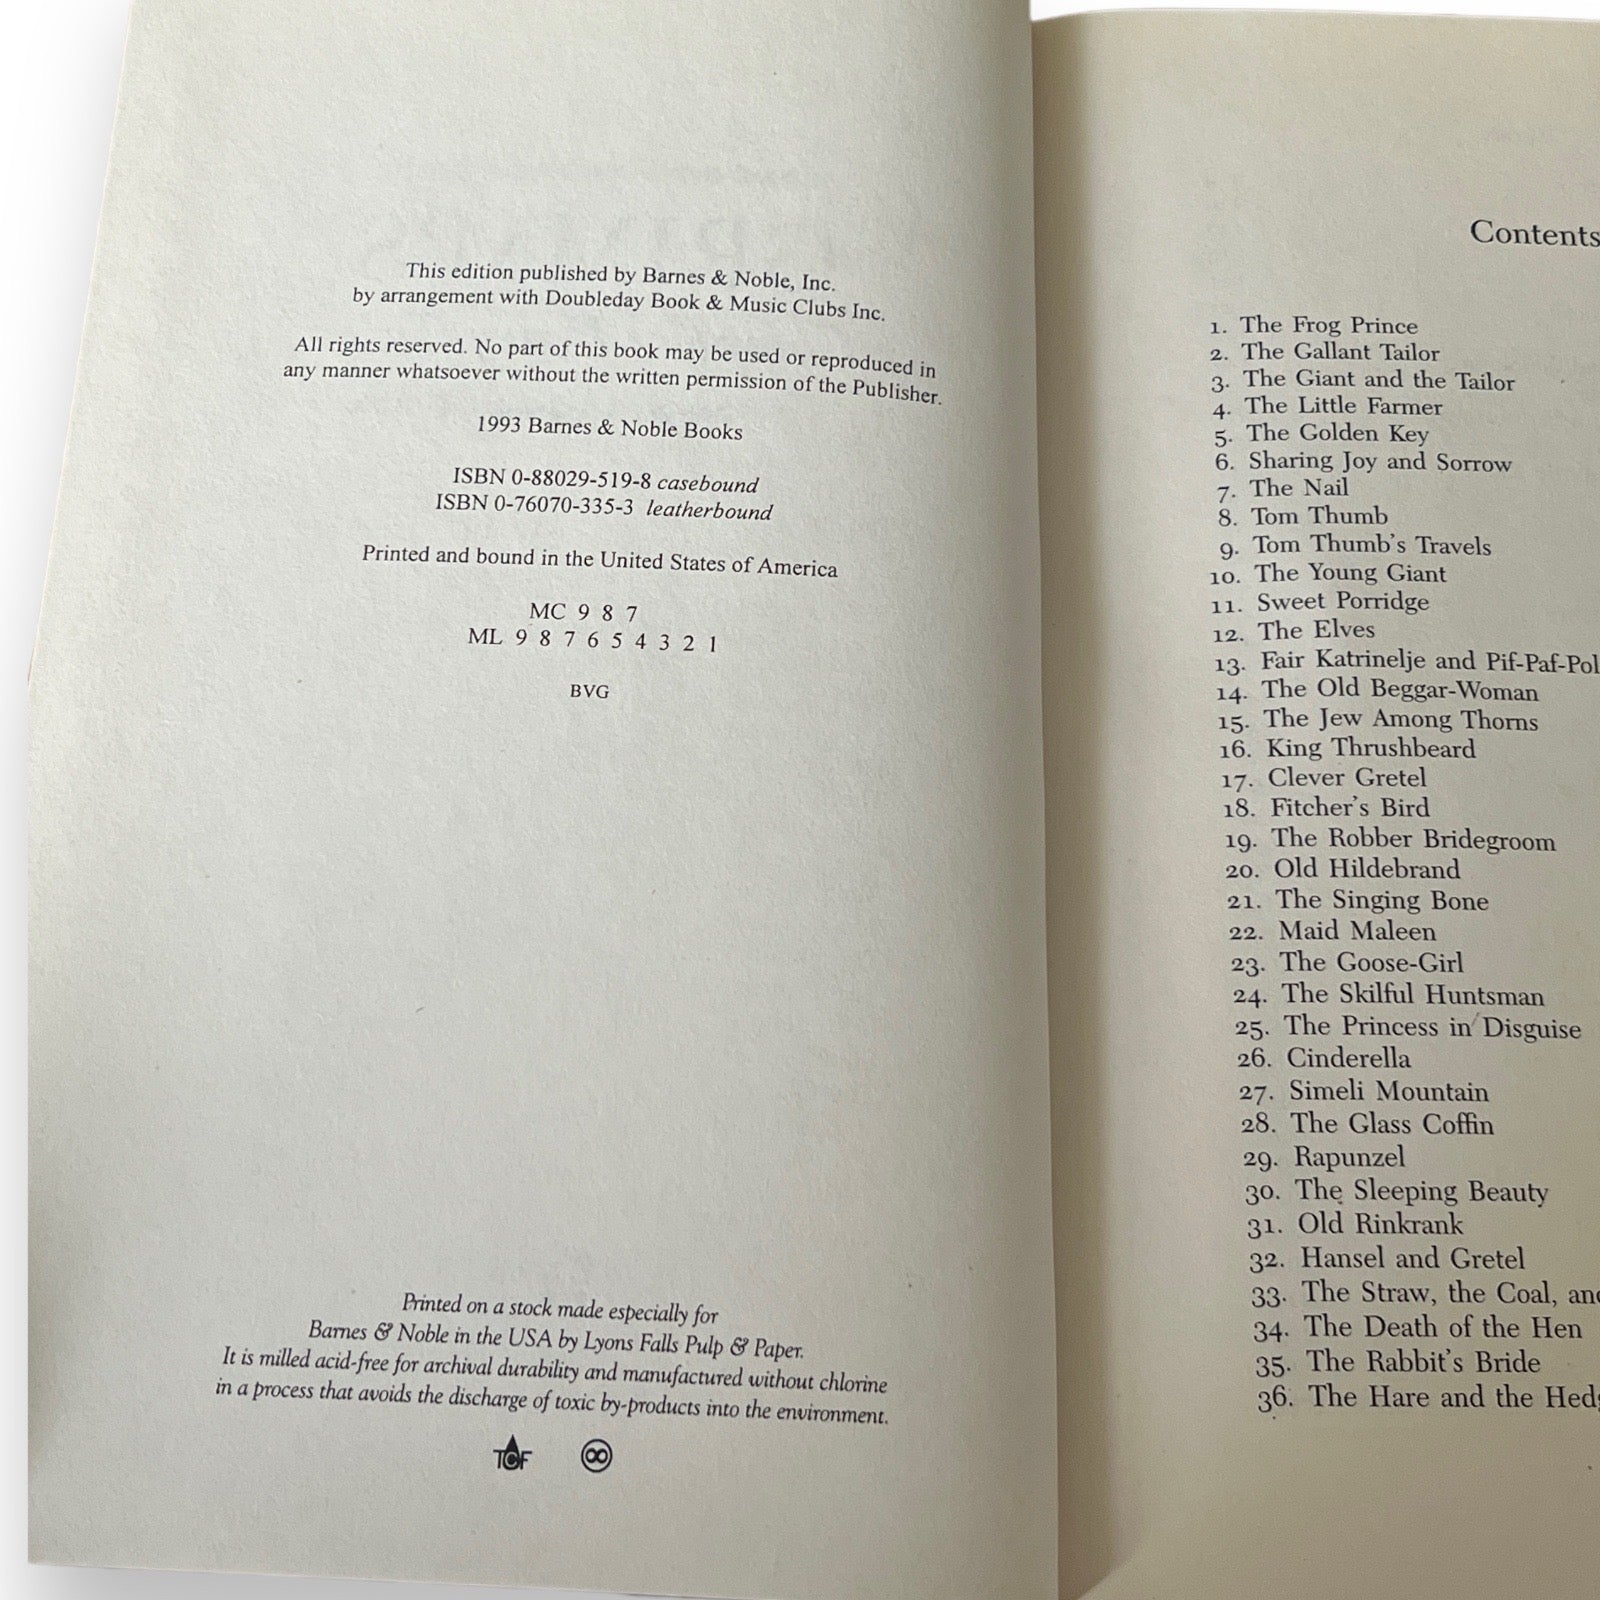 This edition published by Barnes & Noble, Inc.
by arrangement with Doubleday Book & Music Clubs Inc.
All rights reserved. No part of this book may be used or reproduced in
any manner whatsoever without the written permission of the Publisher.
1993 Barnes & Noble Books
ISBN 0-88029-519-8 casebound
ISBN 0-76070-335-3 leatherbound
Printed and bound in the United States of America
MC 9 8 7
ML 9 8 7 6 5 4 3 2 1
BVG
Printed on a stock made especially for
Barnes & Noble in the USA by Lyons Falls Pulp & Paper.
It is milled acid-free for archival durability and manufactured without chlorine
in a process that avoids the discharge of toxic by-products into the environment.
TCF
Contents
1. The Frog Prince
2. The Gallant Tailor
3. The Giant and the Tailor
4. The Little Farmer
5. The Golden Key
6. Sharing Joy and Sorrow
7. The Nail
8. Tom Thumb
9. Tom Thumb's Travels
10. The Young Giant
11. Sweet Porridge
12. The Elves
13. Fair Katrinelje and Pif-Paf-Pol
14. The Old Beggar-Woman
15. The Jew Among Thorns
16. King Thrushbeard
17. Clever Gretel
18. Fitcher's Bird
19. The Robber Bridegroom
20. Old Hildebrand
21. The Singing Bone
22. Maid Maleen
23. The Goose-Girl
24. The Skilful Huntsman
25. The Princess in Disguise
26. Cinderella
27. Simeli Mountain
28. The Glass Coffin
29. Rapunzel
30. The Sleeping Beauty
31. Old Rinkrank
32. Hansel and Gretel
33. The Straw, the Coal, and
34. The Death of the Hen
35. The Rabbit's Bride
36. The Hare and the Hedg